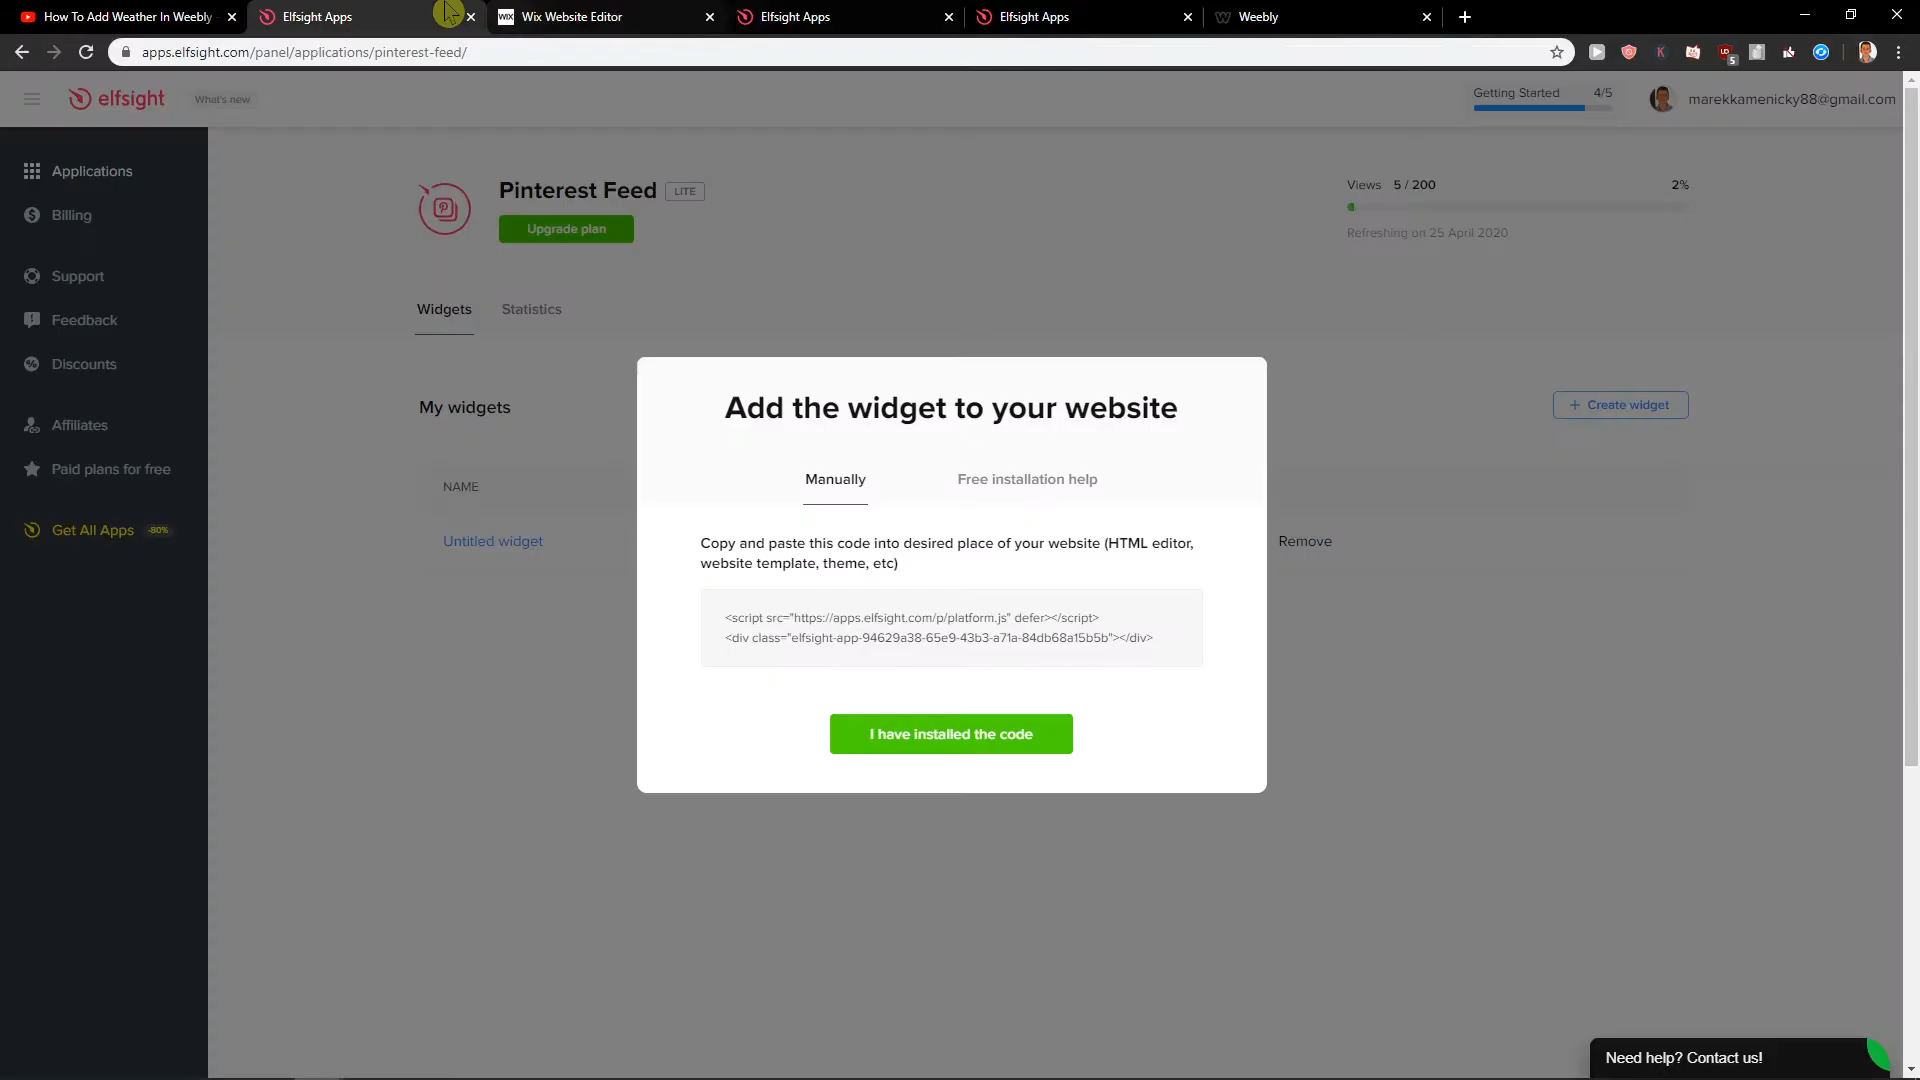 How To Add Weather In Weebly
Elfsight Apps
WIX Wix Website Editor
Elfsight Apps
Elfsight Apps
Weebly
apps.elfsight.com/panel/applications/pinterest-feed/
K
5
elfsight
What's new
Getting Started 4/5
marekkamenicky88@gmail.com
Applications
Billing
Support
Feedback
Discounts
Affiliates
Paid plans for free
Get All Apps -80%
Pinterest Feed LITE
Upgrade plan
Views 5 / 200 2%
Refreshing on 25 April 2020
Widgets Statistics
My widgets
+ Create widget
NAME
Untitled widget
Remove
Add the widget to your website
Manually Free installation help
Copy and paste this code into desired place of your website (HTML editor,
website template, theme, etc)
<script src="https://apps.elfsight.com/p/platform.js" defer></script>
<div class="elfsight-app-94629a38-65e9-43b3-a71a-84db68a15b5b"></div>
I have installed the code
Need help? Contact us!